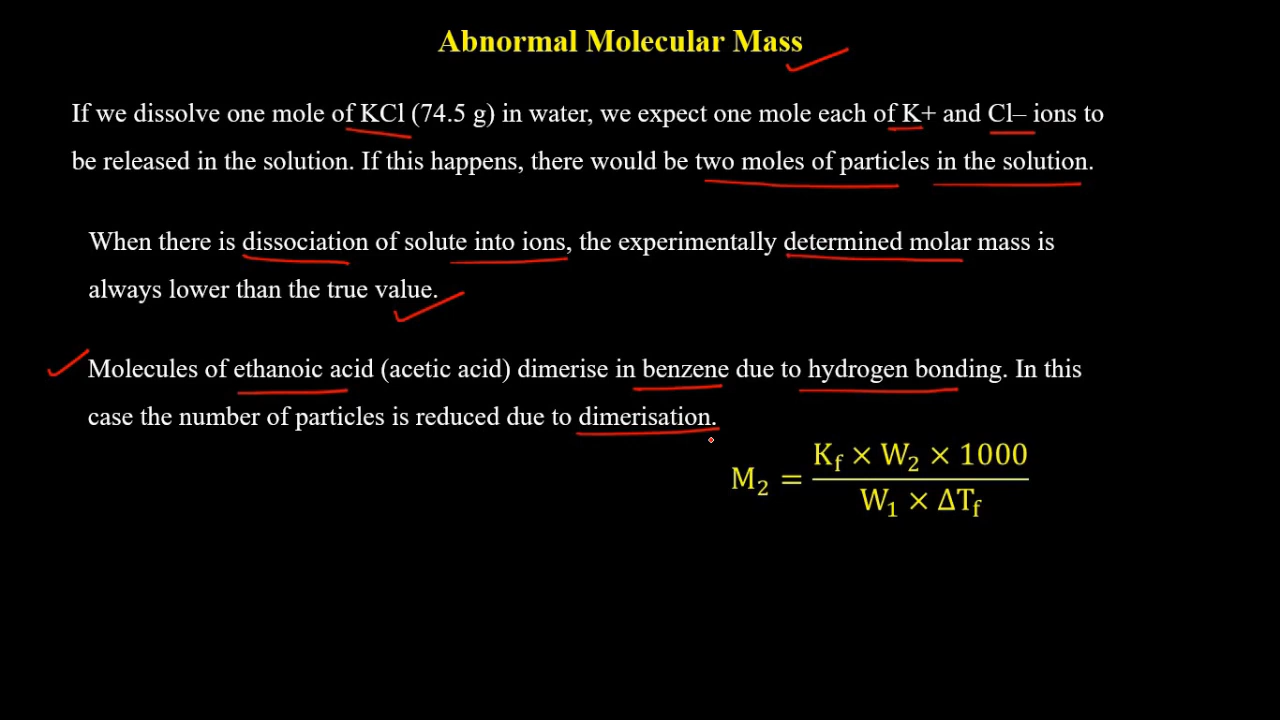 Abnormal Molecular Mass
If we dissolve one mole of KCl (74.5 g) in water, we expect one mole each of K+ and Cl– ions to
be released in the solution. If this happens, there would be two moles of particles in the solution.
When there is dissociation of solute into ions, the experimentally determined molar mass is
always lower than the true value.
Molecules of ethanoic acid (acetic acid) dimerise in benzene due to hydrogen bonding. In this
case the number of particles is reduced due to dimerisation.
M₂ = (K_f × W₂ × 1000) / (W₁ × ΔT_f)